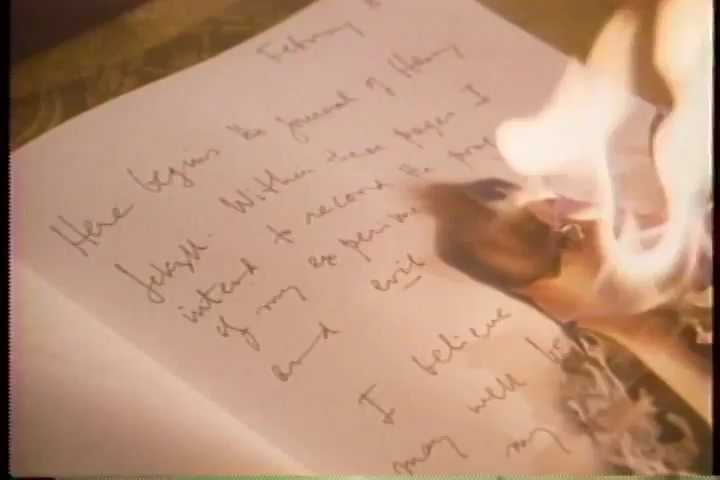 February
Here begins the journal of Henry
Jekyll. Within these pages I
intend to record the
of my
and evil
I believe
may well be
my